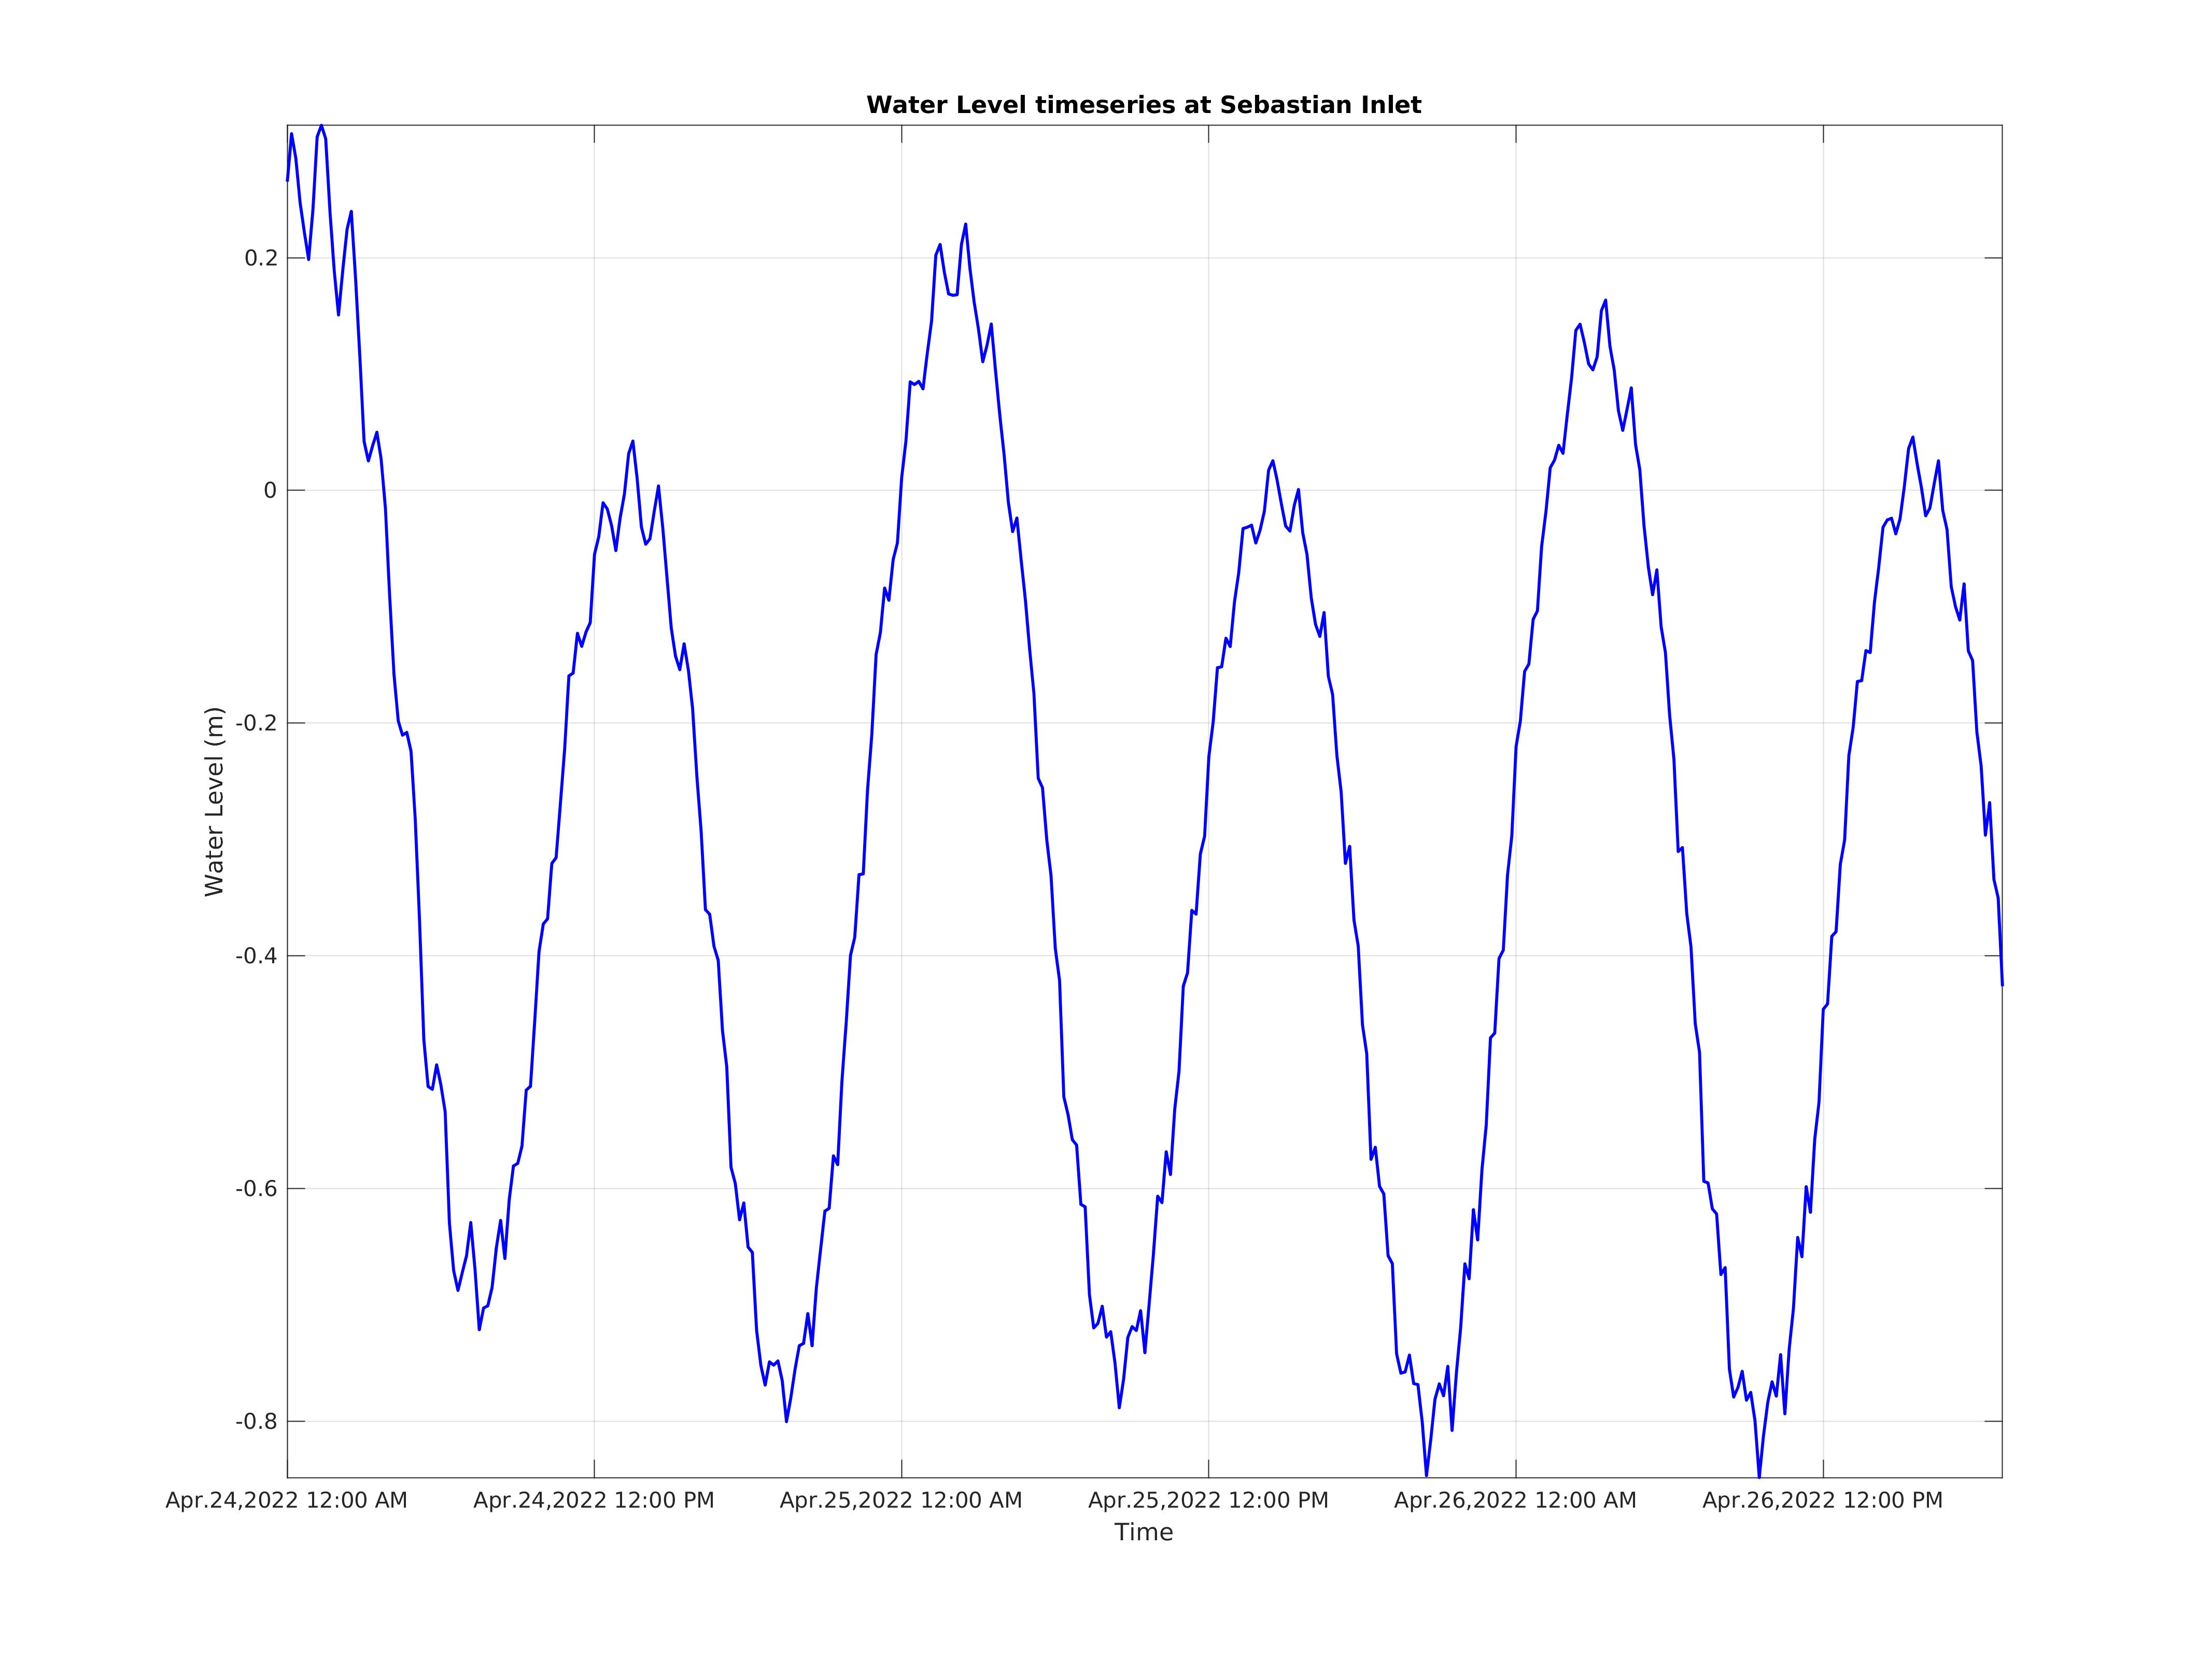 Water Level timeseries at Sebastian Inlet
0.2
0
-0.2
-0.4
-0.6
-0.8
Water Level (m)
Apr.24,2022 12:00 AM
Apr.24,2022 12:00 PM
Apr.25,2022 12:00 AM
Apr.25,2022 12:00 PM
Apr.26,2022 12:00 AM
Apr.26,2022 12:00 PM
Time